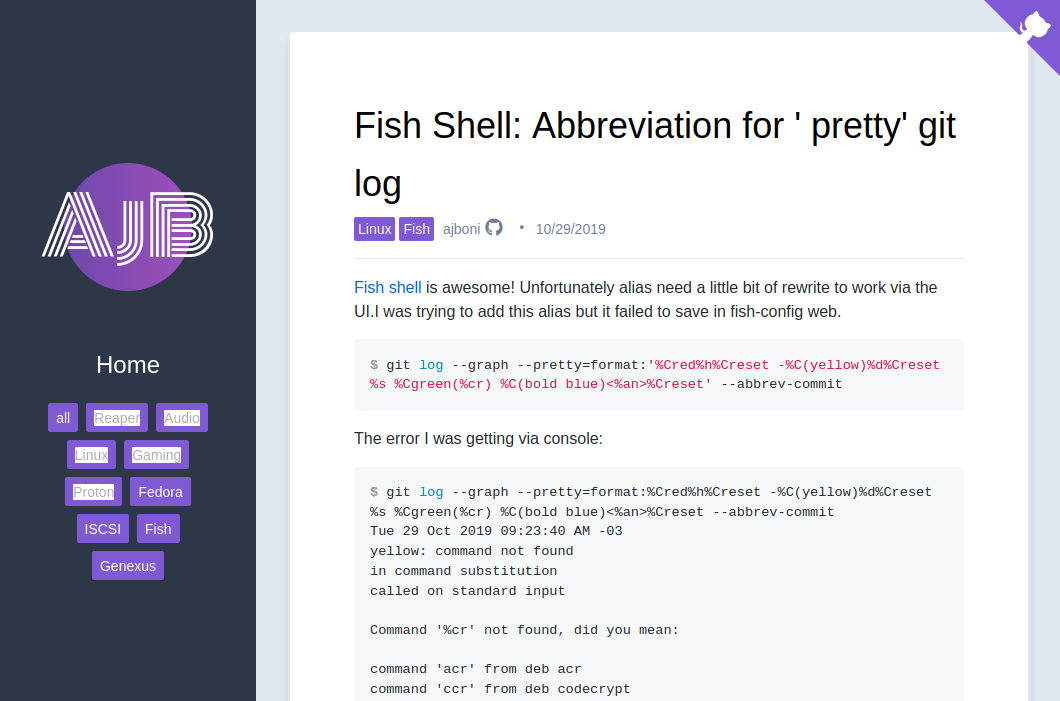 AJB
Home
all Reaper Audio
Linux Gaming
Proton Fedora
ISCSI Fish
Genexus
Fish Shell: Abbreviation for ' pretty' git
log
Linux Fish ajboni • 10/29/2019
Fish shell is awesome! Unfortunately alias need a little bit of rewrite to work via the
UI.I was trying to add this alias but it failed to save in fish-config web.
$ git log --graph --pretty=format:'%Cred%h%Creset -%C(yellow)%d%Creset
%s %Cgreen(%cr) %C(bold blue)<%an>%Creset' --abbrev-commit
The error I was getting via console:
$ git log --graph --pretty=format:%Cred%h%Creset -%C(yellow)%d%Creset
%s %Cgreen(%cr) %C(bold blue)<%an>%Creset --abbrev-commit
Tue 29 Oct 2019 09:23:40 AM -03
yellow: command not found
in command substitution
called on standard input
Command '%cr' not found, did you mean:
command 'acr' from deb acr
command 'ccr' from deb codecrypt